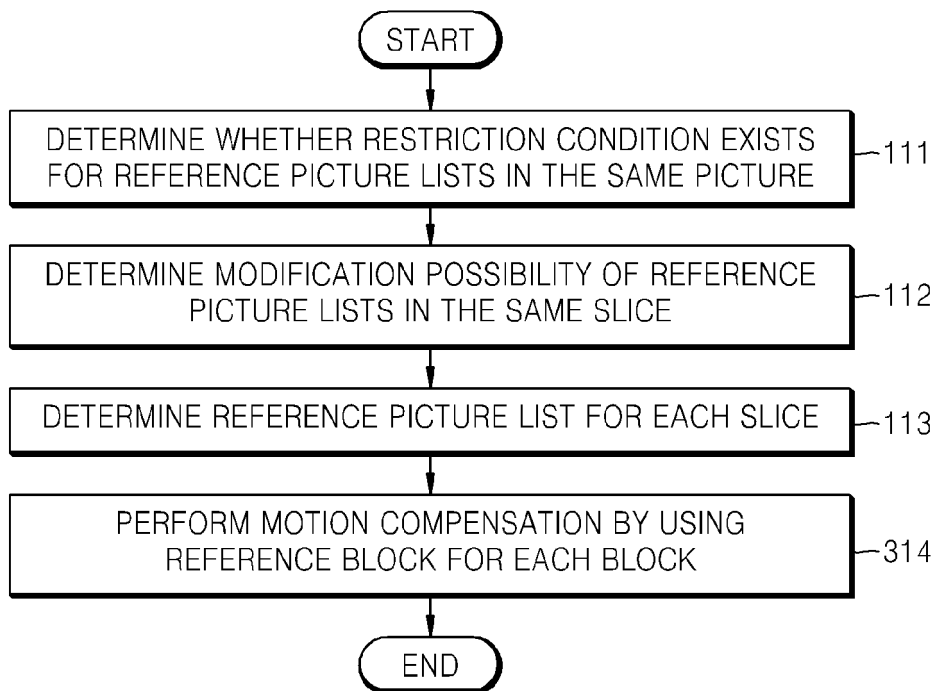 START
DETERMINE WHETHER RESTRICTION CONDITION EXISTS
FOR REFERENCE PICTURE LISTS IN THE SAME PICTURE
111
DETERMINE MODIFICATION POSSIBILITY OF REFERENCE
PICTURE LISTS IN THE SAME SLICE
112
DETERMINE REFERENCE PICTURE LIST FOR EACH SLICE
113
PERFORM MOTION COMPENSATION BY USING
REFERENCE BLOCK FOR EACH BLOCK
314
END